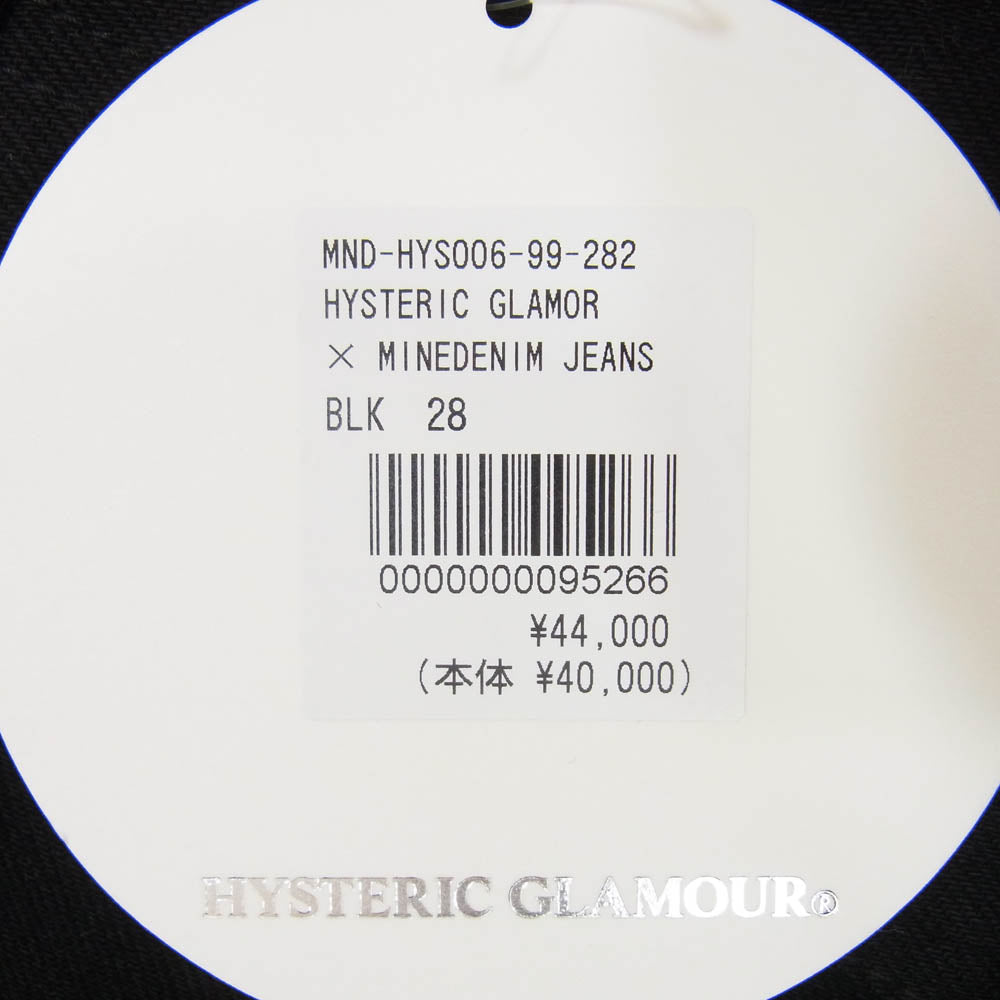 MND-HYS006-99-282
HYSTERIC GLAMOR
× MINEDENIM JEANS
BLK 28
0000000095266
¥44,000
(本体 ¥40,000)
HYSTERIC GLAMOUR®